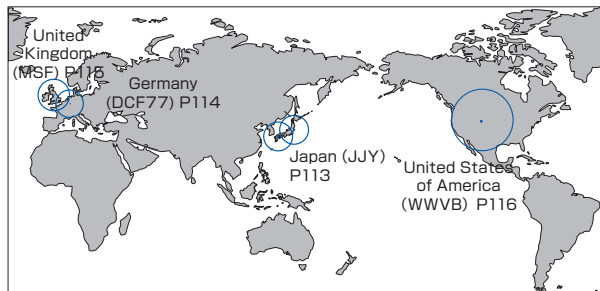 United
Kingdom
(MSF) P115
Germany
(DCF77) P114
Japan (JJY)
P113
United States
of America
(WWVB) P116